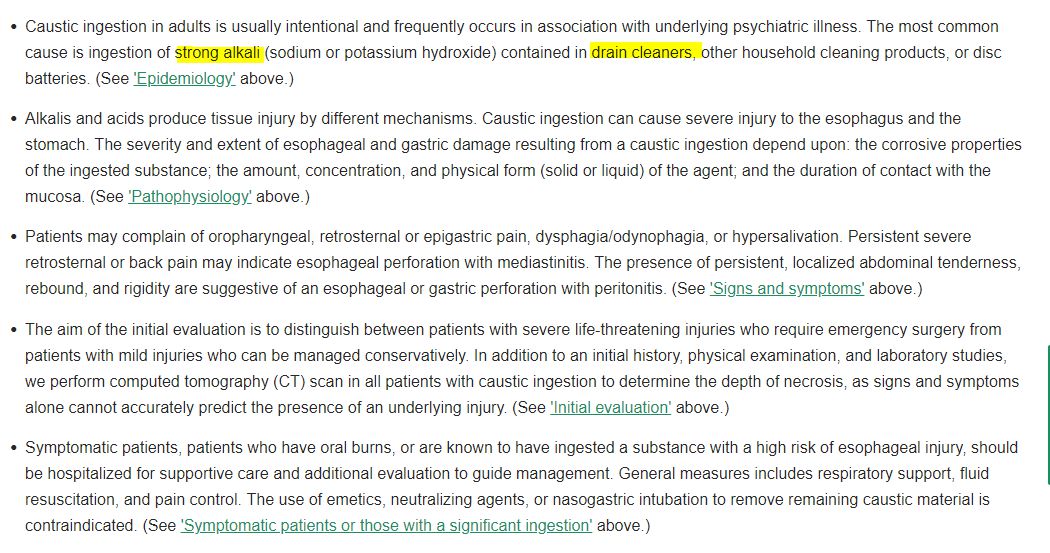 • Caustic ingestion in adults is usually intentional and frequently occurs in association with underlying psychiatric illness. The most common
cause is ingestion of strong alkali (sodium or potassium hydroxide) contained in drain cleaners, other household cleaning products, or disc
batteries. (See 'Epidemiology' above.)
• Alkalis and acids produce tissue injury by different mechanisms. Caustic ingestion can cause severe injury to the esophagus and the
stomach. The severity and extent of esophageal and gastric damage resulting from a caustic ingestion depend upon: the corrosive properties
of the ingested substance; the amount, concentration, and physical form (solid or liquid) of the agent; and the duration of contact with the
mucosa. (See 'Pathophysiology' above.)
• Patients may complain of oropharyngeal, retrosternal or epigastric pain, dysphagia/odynophagia, or hypersalivation. Persistent severe
retrosternal or back pain may indicate esophageal perforation with mediastinitis. The presence of persistent, localized abdominal tenderness,
rebound, and rigidity are suggestive of an esophageal or gastric perforation with peritonitis. (See 'Signs and symptoms' above.)
• The aim of the initial evaluation is to distinguish between patients with severe life-threatening injuries who require emergency surgery from
patients with mild injuries who can be managed conservatively. In addition to an initial history, physical examination, and laboratory studies,
we perform computed tomography (CT) scan in all patients with caustic ingestion to determine the depth of necrosis, as signs and symptoms
alone cannot accurately predict the presence of an underlying injury. (See 'Initial evaluation' above.)
• Symptomatic patients, patients who have oral burns, or are known to have ingested a substance with a high risk of esophageal injury, should
be hospitalized for supportive care and additional evaluation to guide management. General measures includes respiratory support, fluid
resuscitation, and pain control. The use of emetics, neutralizing agents, or nasogastric intubation to remove remaining caustic material is
contraindicated. (See 'Symptomatic patients or those with a significant ingestion' above.)